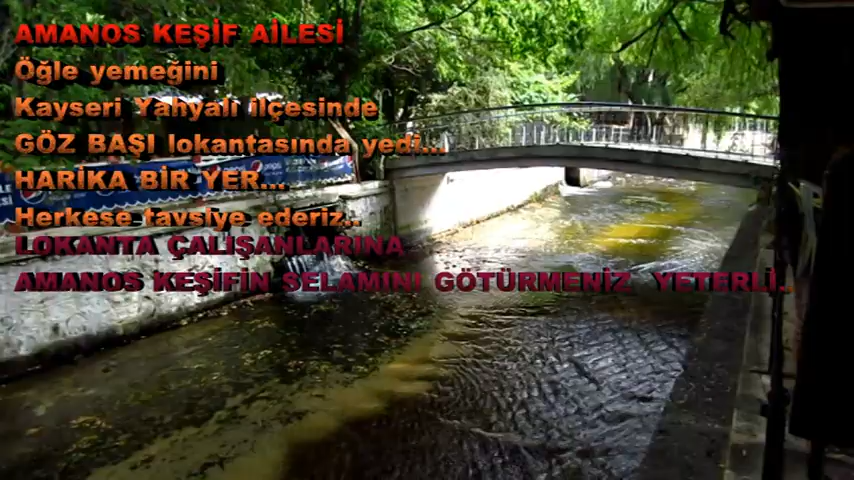 AMANOS KEŞİF AİLESİ
Öğle yemeğini
Kayseri Yahyalı ilçesinde
GÖZ BAŞI lokantasında yedi...
HARİKA BİR YER...
Herkese tavsiye ederiz..
LOKANTA ÇALIŞANLARINA
AMANOS KEŞİFİN SELAMINI GÖTÜRMENİZ YETERLİ.